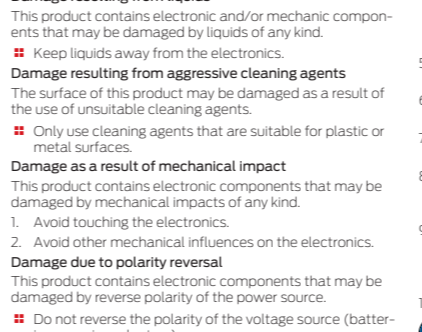 This product contains electronic and/or mechanic compon-
ents that may be damaged by liquids of any kind.
Keep liquids away from the electronics.
Damage resulting from aggressive cleaning agents
The surface of this product may be damaged as a result of
the use of unsuitable cleaning agents.
Only use cleaning agents that are suitable for plastic or
metal surfaces.
Damage as a result of mechanical impact
This product contains electronic components that may be
damaged by mechanical impacts of any kind.
1. Avoid touching the electronics.
2. Avoid other mechanical influences on the electronics.
Damage due to polarity reversal
This product contains electronic components that may be
damaged by reverse polarity of the power source.
Do not reverse the polarity of the voltage source (batter-